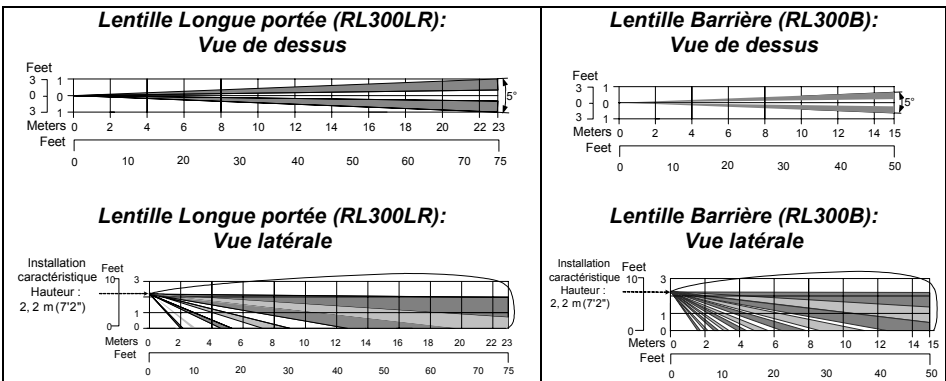 Lentille Longue portée (RL300LR):
Vue de dessus
Feet
3 1
0 0
3 1
5°
Meters 0 2 4 6 8 10 12 14 16 18 20 22 23
Feet
0 10 20 30 40 50 60 70 75
Lentille Longue portée (RL300LR):
Vue latérale
Installation
caractéristique
Hauteur :
2, 2 m (7'2")
Feet
10 3
1
0 0
Meters 0 2 4 6 8 10 12 14 16 18 20 22 23
Feet
0 10 20 30 40 50 60 70 75
Lentille Barrière (RL300B):
Vue de dessus
Feet
3 1
0 0
3 1
5°
Meters 0 2 4 6 8 10 12 14 15
Feet
0 10 20 30 40 50
Lentille Barrière (RL300B):
Vue latérale
Installation
caractéristique
Hauteur :
2, 2 m (7'2")
Feet
10 3
1
0 0
Meters 0 2 4 6 8 10 12 14 15
Feet
0 10 20 30 40 50